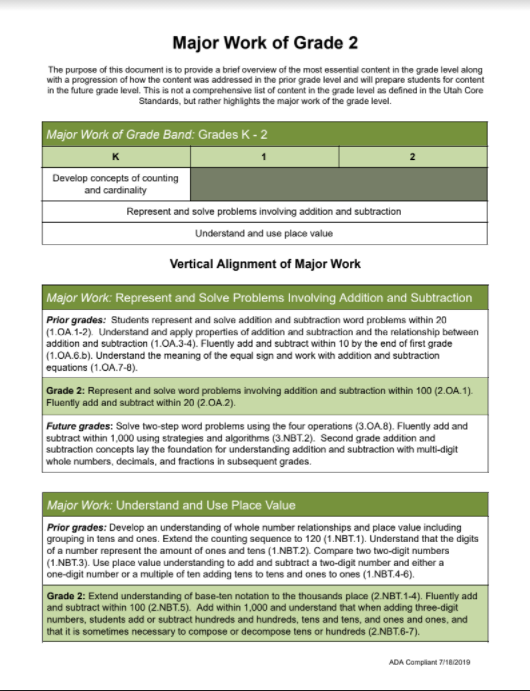 Major Work of Grade 2
The purpose of this document is to provide a brief overview of the most essential content in the grade level along
with a progression of how the content was addressed in the prior grade level and will prepare students for content
in the future grade level. This is not a comprehensive list of content in the grade level as defined in the Utah Core
Standards, but rather highlights the major work of the grade level.
Major Work of Grade Band: Grades K - 2
K 1 2
Develop concepts of counting
and cardinality
Represent and solve problems involving addition and subtraction
Understand and use place value
Vertical Alignment of Major Work
Major Work: Represent and Solve Problems Involving Addition and Subtraction
Prior grades: Students represent and solve addition and subtraction word problems within 20
(1.OA.1-2). Understand and apply properties of addition and subtraction and the relationship between
addition and subtraction (1.OA.3-4). Fluently add and subtract within 10 by the end of first grade
(1.OA.6.b). Understand the meaning of the equal sign and work with addition and subtraction
equations (1.OA.7-8).
Grade 2: Represent and solve word problems involving addition and subtraction within 100 (2.OA.1).
Fluently add and subtract within 20 (2.OA.2).
Future grades: Solve two-step word problems using the four operations (3.OA.8). Fluently add and
subtract within 1,000 using strategies and algorithms (3.NBT.2). Second grade addition and
subtraction concepts lay the foundation for understanding addition and subtraction with multi-digit
whole numbers, decimals, and fractions in subsequent grades.
Major Work: Understand and Use Place Value
Prior grades: Develop an understanding of whole number relationships and place value including
grouping in tens and ones. Extend the counting sequence to 120 (1.NBT.1). Understand that the digits
of a number represent the amount of ones and tens (1.NBT.2). Compare two two-digit numbers
(1.NBT.3). Use place value understanding to add and subtract a two-digit number and either a
one-digit number or a multiple of ten adding tens to tens and ones to ones (1.NBT.4-6).
Grade 2: Extend understanding of base-ten notation to the thousands place (2.NBT.1-4). Fluently add
and subtract within 100 (2.NBT.5). Add within 1,000 and understand that when adding three-digit
numbers, students add or subtract hundreds and hundreds, tens and tens, and ones and ones, and
that it is sometimes necessary to compose or decompose tens or hundreds (2.NBT.6-7).
ADA Compliant 7/18/2019